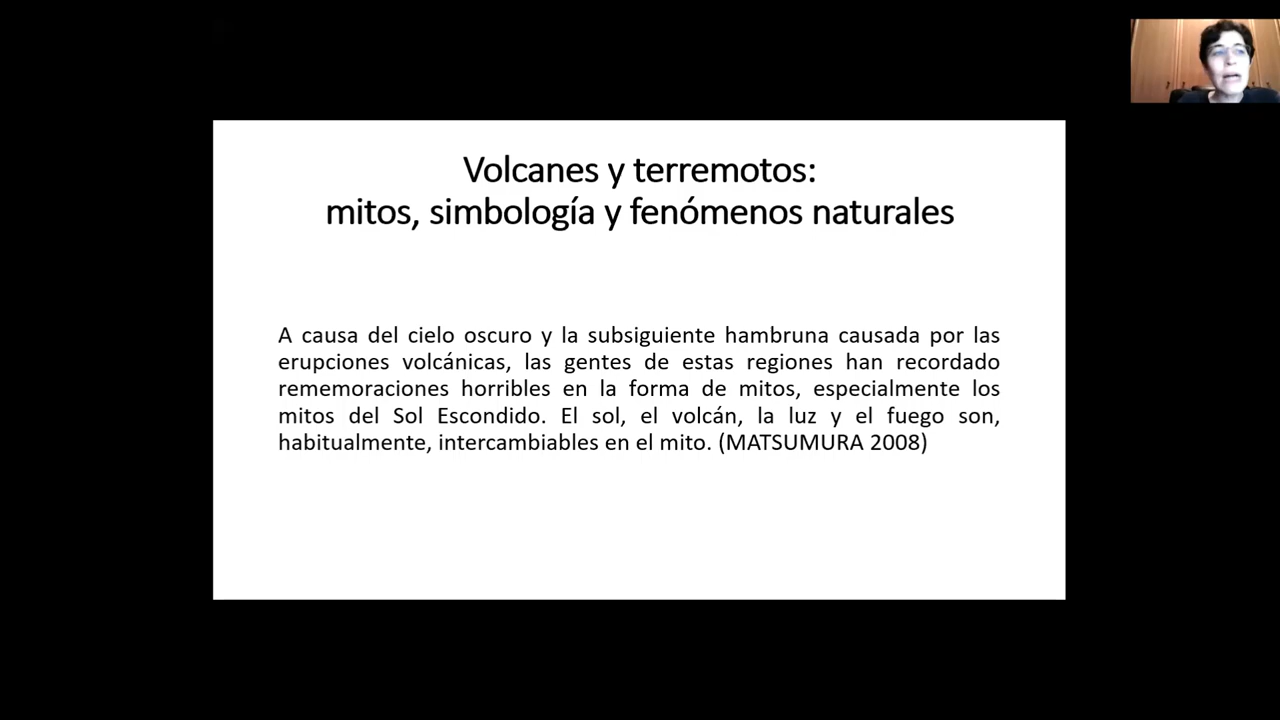 Volcanes y terremotos:
mitos, simbología y fenómenos naturales
A causa del cielo oscuro y la subsiguiente hambruna causada por las
erupciones volcánicas, las gentes de estas regiones han recordado
rememoraciones horribles en la forma de mitos, especialmente los
mitos del Sol Escondido. El sol, el volcán, la luz y el fuego son,
habitualmente, intercambiables en el mito. (MATSUMURA 2008)